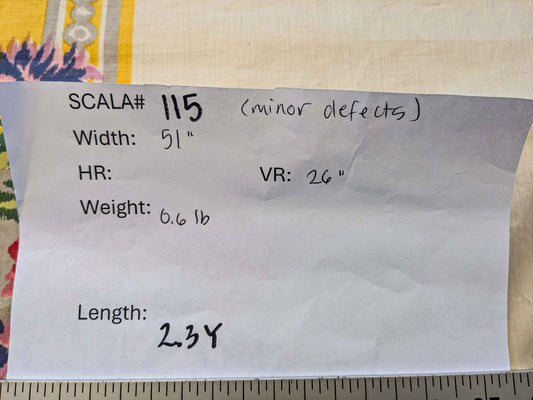 SCALA# 115 (minor defects)
Width: 51"
HR: VR: 26"
Weight: 0.6 lb
Length: 2.3Y